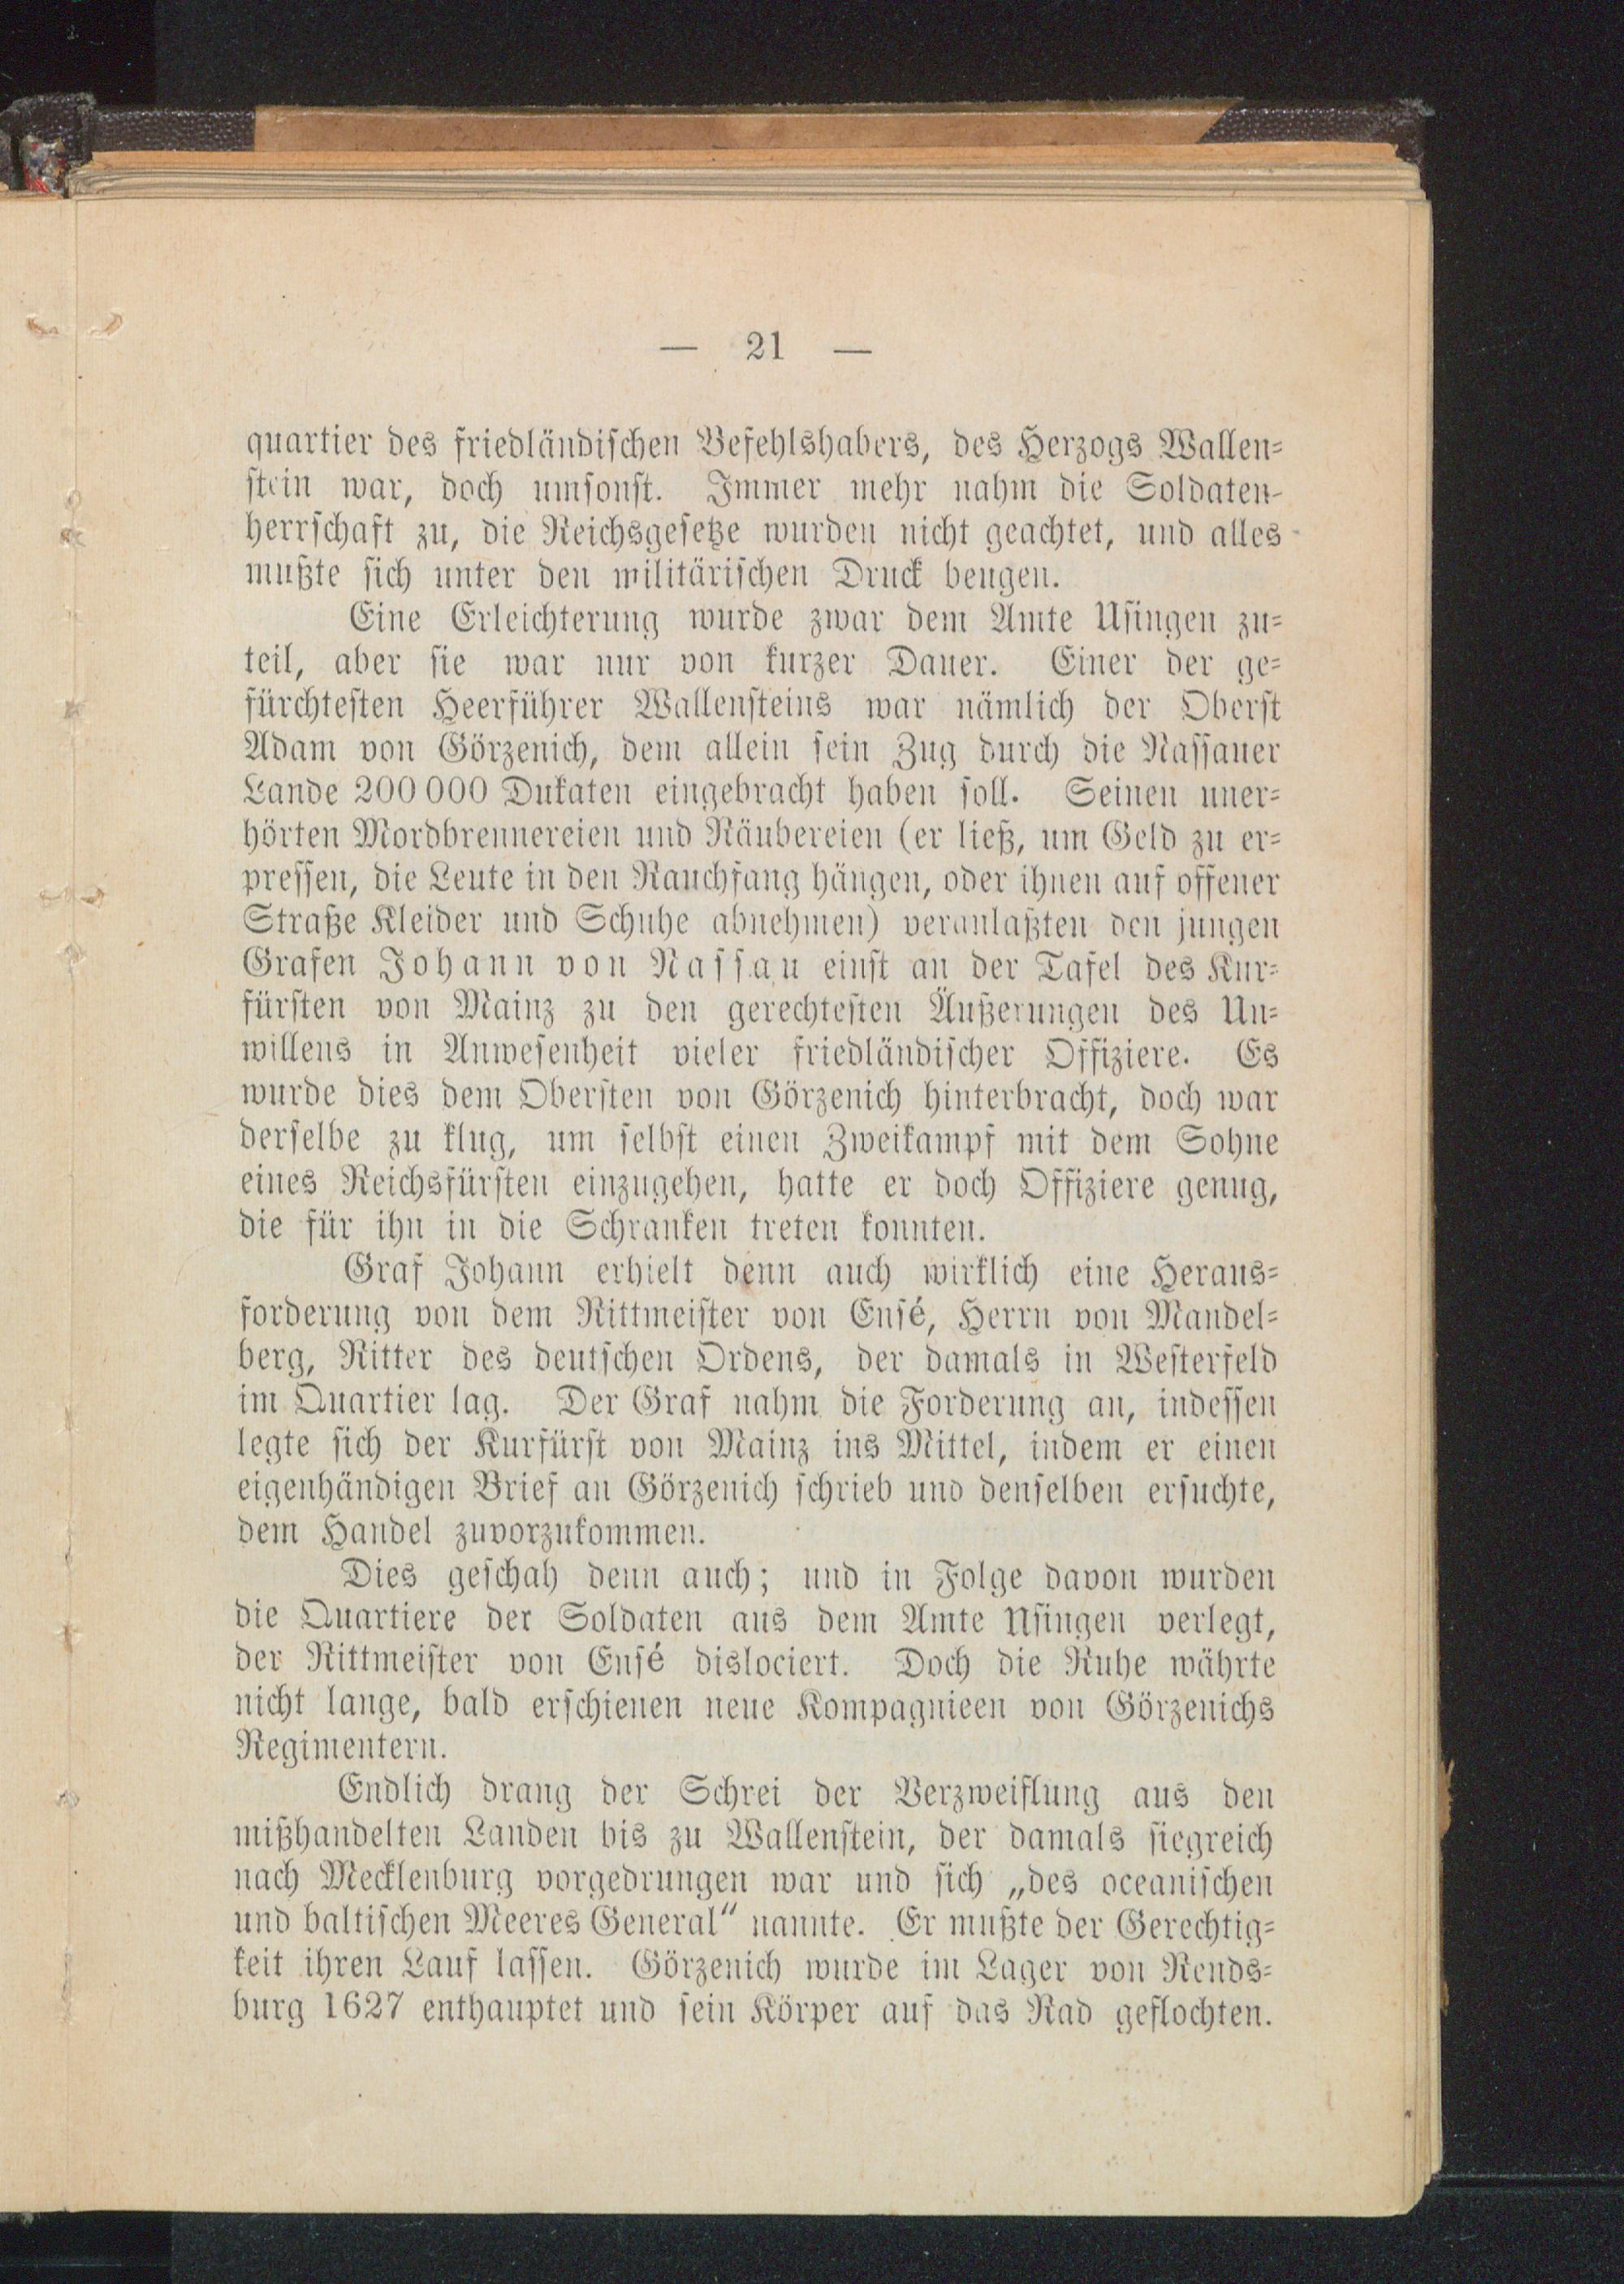 — 21 —
quartier des friedländischen Befehlshabers, des Herzogs Wallen-
stein war, doch umsonst. Immer mehr nahm die Soldaten-
herrschaft zu, die Reichsgesetze wurden nicht geachtet, und alles
mußte sich unter den militärischen Druck beugen.
Eine Erleichterung wurde zwar dem Amte Usingen zu-
teil, aber sie war nur von kurzer Dauer. Einer der ge-
fürchtesten Heerführer Wallensteins war nämlich der Oberst
Adam von Görzenich, dem allein sein Zug durch die Nassauer
Lande 200 000 Dukaten eingebracht haben soll. Seinen uner-
hörten Mordbrennereien und Räubereien (er ließ, um Geld zu er-
pressen, die Leute in den Rauchfang hängen, oder ihnen auf offener
Straße Kleider und Schuhe abnehmen) veranlaßten den jungen
Grafen Johann von Nassau einst an der Tafel des Kur-
fürsten von Mainz zu den gerechtesten Äußerungen des Un-
willens in Anwesenheit vieler friedländischer Offiziere. Es
wurde dies dem Obersten von Görzenich hinterbracht, doch war
derselbe zu klug, um selbst einen Zweikampf mit dem Sohne
eines Reichsfürsten einzugehen, hatte er doch Offiziere genug,
die für ihn in die Schranken treten konnten.
Graf Johann erhielt denn auch wirklich eine Heraus-
forderung von dem Rittmeister von Ensé, Herrn von Mandel-
berg, Ritter des deutschen Ordens, der damals in Westerfeld
im Quartier lag. Der Graf nahm die Forderung an, indessen
legte sich der Kurfürst von Mainz ins Mittel, indem er einen
eigenhändigen Brief an Görzenich schrieb und denselben ersuchte,
dem Handel zuvorzukommen.
Dies geschah denn auch; und in Folge davon wurden
die Quartiere der Soldaten aus dem Amte Usingen verlegt,
der Rittmeister von Ensé dislociert. Doch die Ruhe währte
nicht lange, bald erschienen neue Kompagnieen von Görzenichs
Regimentern.
Endlich drang der Schrei der Verzweiflung aus den
mißhandelten Landen bis zu Wallenstein, der damals siegreich
nach Mecklenburg vorgedrungen war und sich „des oceanischen
und baltischen Meeres General“ nannte. Er mußte der Gerechtig-
keit ihren Lauf lassen. Görzenich wurde im Lager von Rends-
burg 1627 enthauptet und sein Körper auf das Rad geflochten.